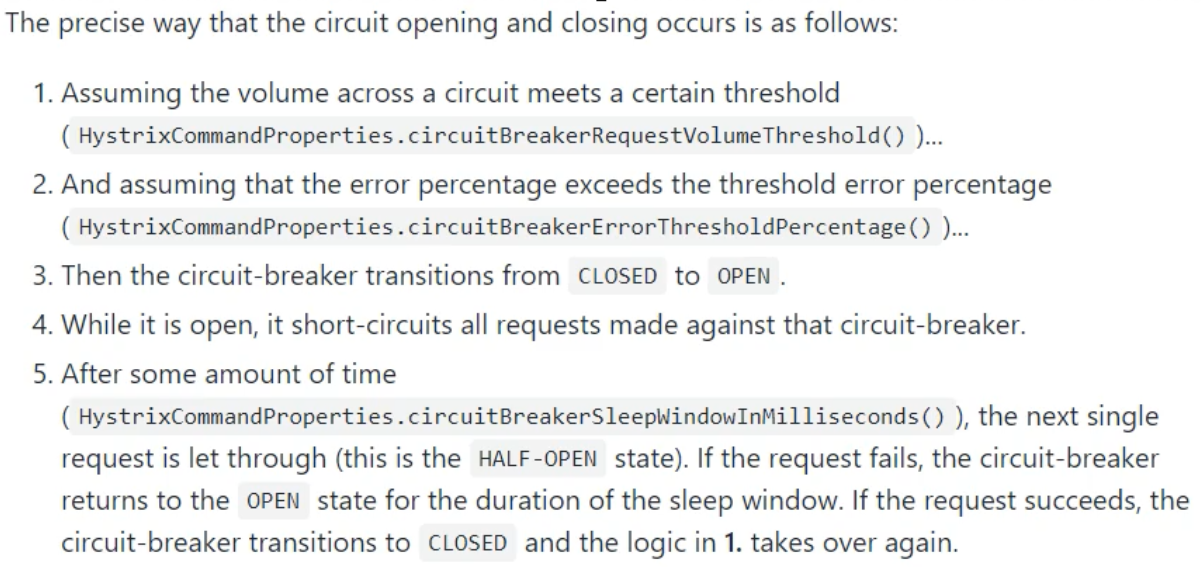 The precise way that the circuit opening and closing occurs is as follows:
1. Assuming the volume across a circuit meets a certain threshold
( HystrixCommandProperties.circuitBreakerRequestVolumeThreshold() )...
2. And assuming that the error percentage exceeds the threshold error percentage
( HystrixCommandProperties.circuitBreakerErrorThresholdPercentage() )...
3. Then the circuit-breaker transitions from CLOSED to OPEN .
4. While it is open, it short-circuits all requests made against that circuit-breaker.
5. After some amount of time
( HystrixCommandProperties.circuitBreakerSleepWindowInMilliseconds() ), the next single
request is let through (this is the HALF-OPEN state). If the request fails, the circuit-breaker
returns to the OPEN state for the duration of the sleep window. If the request succeeds, the
circuit-breaker transitions to CLOSED and the logic in 1. takes over again.